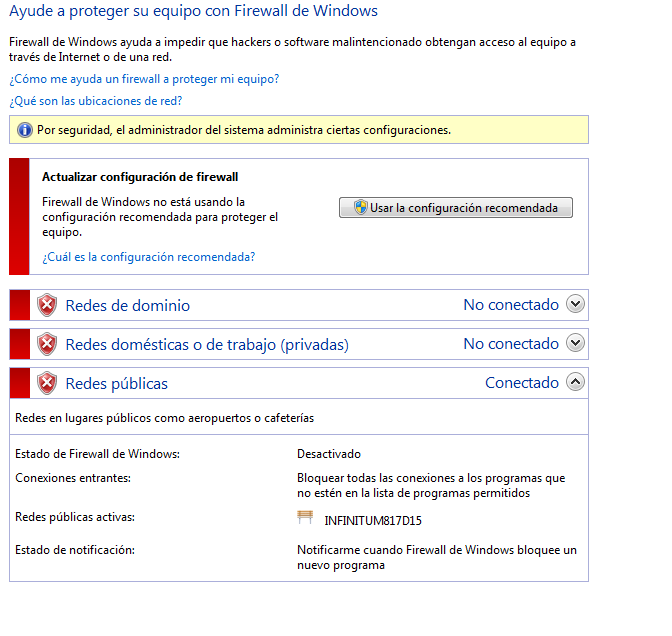 Ayude a proteger su equipo con Firewall de Windows
Firewall de Windows ayuda a impedir que hackers o software malintencionado obtengan acceso al equipo a
través de Internet o de una red.
¿Cómo me ayuda un firewall a proteger mi equipo?
¿Qué son las ubicaciones de red?
Por seguridad, el administrador del sistema administra ciertas configuraciones.
Actualizar configuración de firewall
Firewall de Windows no está usando la
configuración recomendada para proteger el
equipo.
Usar la configuración recomendada
¿Cuál es la configuración recomendada?
Redes de dominio No conectado
Redes domésticas o de trabajo (privadas) No conectado
Redes públicas Conectado
Redes en lugares públicos como aeropuertos o cafeterías
Estado de Firewall de Windows: Desactivado
Conexiones entrantes: Bloquear todas las conexiones a los programas que
no estén en la lista de programas permitidos
Redes públicas activas: INFINITUM817D15
Estado de notificación: Notificarme cuando Firewall de Windows bloquee un
nuevo programa